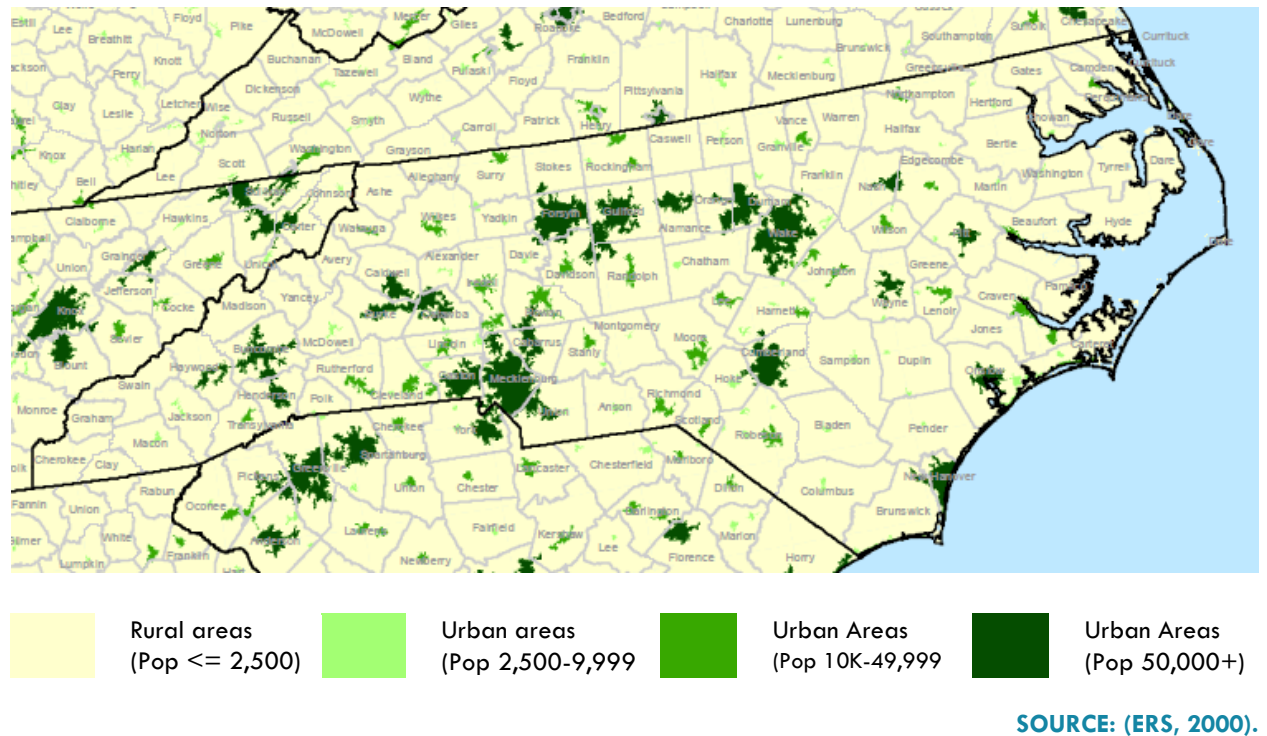 Lee
Breathitt
Floyd
Pike
McDowell
Mercer
Giles
Roanoke
Bedford
Charlotte
Lunenburg
Southampton
Suffolk
Chesapeake
Currituck
Knott
Buchanan
Bland
Franklin
Brunswick
Perry
Tazewell
Pulaski
Floyd
Halifax
Mecklenburg
Greensville
Gates
Camden
Currituck
Dickenson
Wythe
Pittsylvania
Northampton
Hertford
Clay
Leslie
Letcher
Wise
Russell
Smyth
Carroll
Patrick
Henry
Vance
Warren
Halifax
Chowan
Dare
Knox
Harlan
Norton
Washington
Grayson
Caswell
Person
Granville
Bertie
Dare
Bell
Lee
Scott
Alleghany
Surry
Stokes
Rockingham
Edgecombe
Washington
Tyrrell
Dare
Claiborne
Hawkins
Johnson
Ashe
Franklin
Martin
Wilkes
Yadkin
Forsyth
Guilford
Orange
Durham
Carter
Watauga
Alamance
Wake
Wilson
Beaufort
Hyde
Union
Grainger
Greene
Avery
Caldwell
Alexander
Davie
Davidson
Randolph
Chatham
Johnston
Greene
Dare
Jefferson
Cocke
Madison
Yancey
Knox
Wayne
Lenoir
Craven
Pamlico
Sevier
McDowell
Montgomery
Moore
Harnett
Jones
Blount
Haywood
Rutherford
Lincoln
Cabarrus
Stanly
Cumberland
Sampson
Duplin
Carteret
Swain
Henderson
Polk
Cleveland
Gaston
Mecklenburg
Hoke
Onslow
Monroe
Graham
Jackson
Transylvania
Cherokee
Anson
Richmond
Scotland
Macon
York
Robeson
Bladen
Pender
Cherokee
Clay
Spartanburg
Greenville
Pickens
Lancaster
Chesterfield
Marlboro
New Hanover
Fannin
Union
Rabun
Oconee
Union
Chester
Dillon
Columbus
Brunswick
White
Anderson
Laurens
Fairfield
Kershaw
Darlington
Lumpkin
Franklin
Newberry
Lee
Florence
Marion
Horry
Rural areas
(Pop <= 2,500)
Urban areas
(Pop 2,500-9,999
Urban Areas
(Pop 10K-49,999
Urban Areas
(Pop 50,000+)
SOURCE: (ERS, 2000).